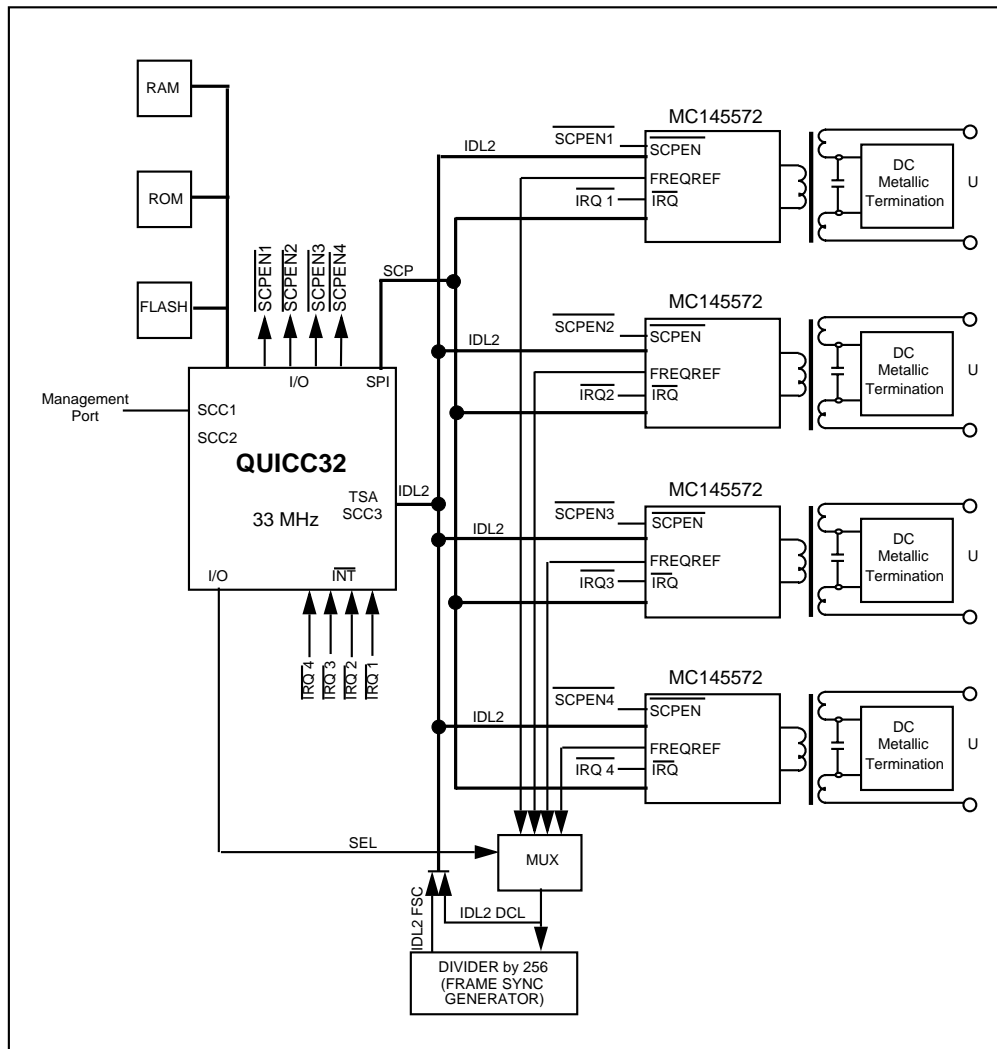 RAM
ROM
FLASH
SCPEN1
SCPEN2
SCPEN3
SCPEN4
SCP
I/O
SPI
Management
Port
SCC1
SCC2
QUICC32
33 MHz
TSA
SCC3
IDL2
I/O
INT
IRQ 4
IRQ 3
IRQ 2
IRQ 1
MC145572
IDL2
SCPEN1
SCPEN
FREQREF
IRQ 1
IRQ
DC
Metallic
Termination
U
MC145572
IDL2
SCPEN2
SCPEN
FREQREF
IRQ2
IRQ
DC
Metallic
Termination
U
MC145572
IDL2
SCPEN3
SCPEN
FREQREF
IRQ3
IRQ
DC
Metallic
Termination
U
MC145572
IDL2
SCPEN4
SCPEN
FREQREF
IRQ 4
IRQ
DC
Metallic
Termination
U
SEL
MUX
IDL2 FSC
IDL2 DCL
DIVIDER by 256
(FRAME SYNC
GENERATOR)